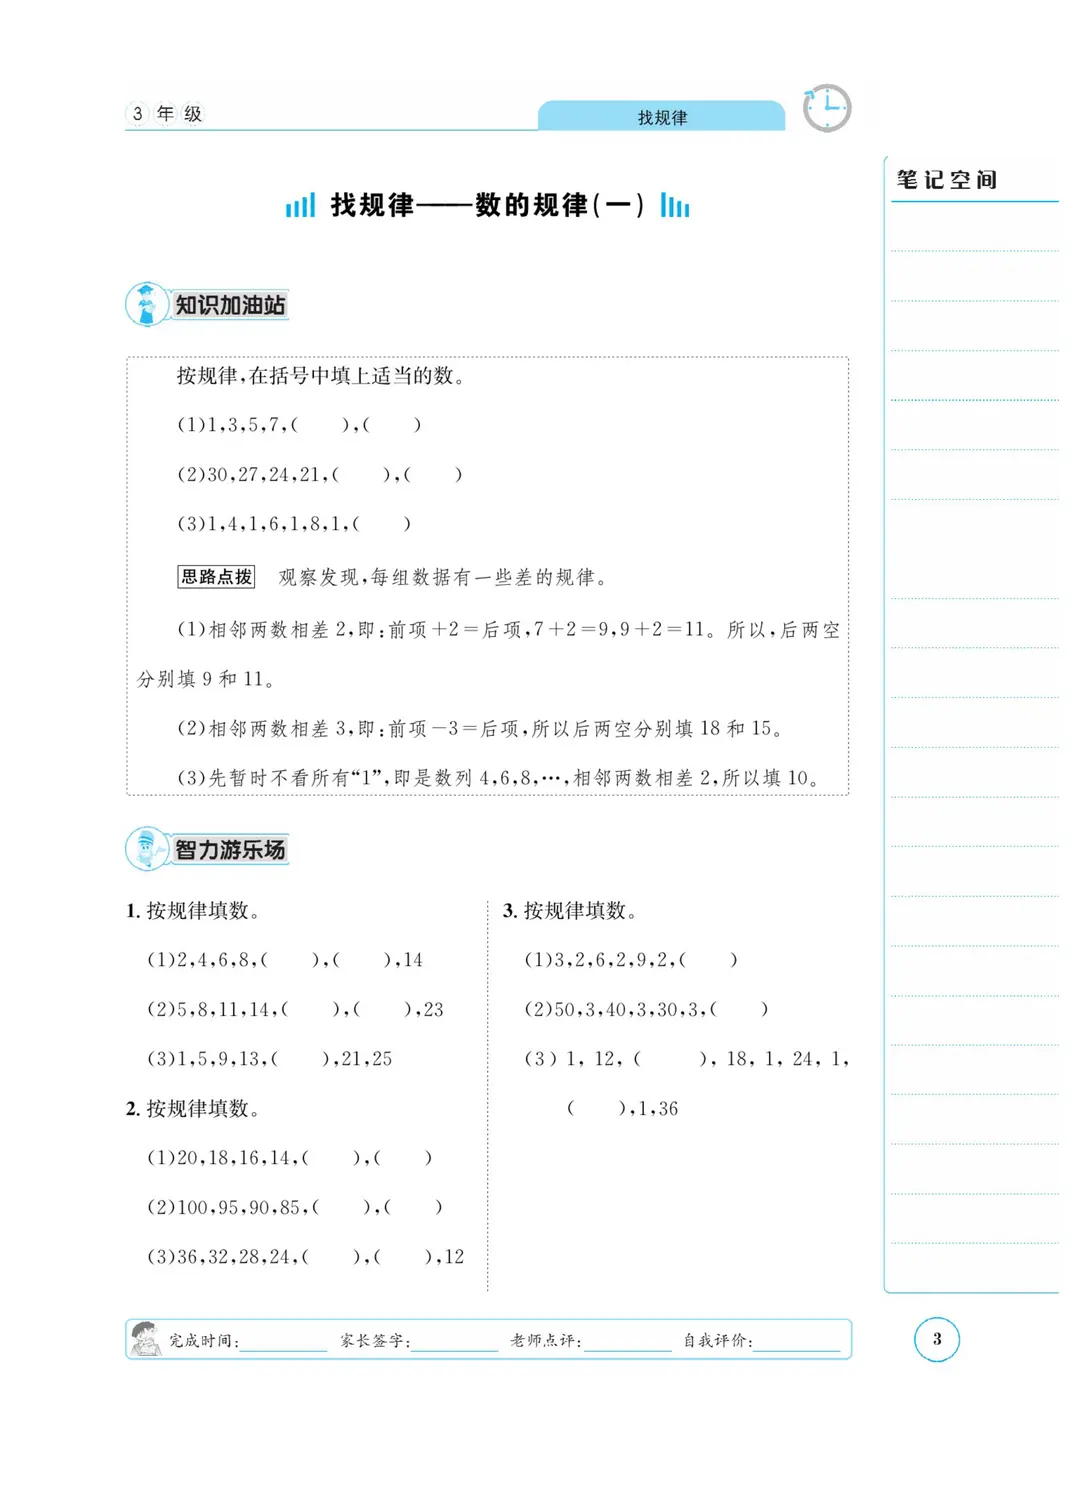 3年级
找规律
找规律——数的规律(一)
笔记空间
知识加油站
按规律,在括号中填上适当的数。
(1)1,3,5,7,(　　),(　　)
(2)30,27,24,21,(　　),(　　)
(3)1,4,1,6,1,8,1,(　　)
思路点拨　观察发现,每组数据有一些差的规律。
(1)相邻两数相差2,即:前项+2=后项,7+2=9,9+2=11。所以,后两空
分别填9和11。
(2)相邻两数相差3,即:前项-3=后项,所以后两空分别填18和15。
(3)先暂时不看所有“1”,即是数列4,6,8,…,相邻两数相差2,所以填10。
智力游乐场
1. 按规律填数。
(1)2,4,6,8,(　　),(　　),14
(2)5,8,11,14,(　　),(　　),23
(3)1,5,9,13,(　　),21,25
2. 按规律填数。
(1)20,18,16,14,(　　),(　　)
(2)100,95,90,85,(　　),(　　)
(3)36,32,28,24,(　　),(　　),12
3. 按规律填数。
(1)3,2,6,2,9,2,(　　)
(2)50,3,40,3,30,3,(　　)
(3) 1, 12, (　　), 18, 1, 24, 1,
(　　),1,36
完成时间:　家长签字:　老师点评:　自我评价:
3